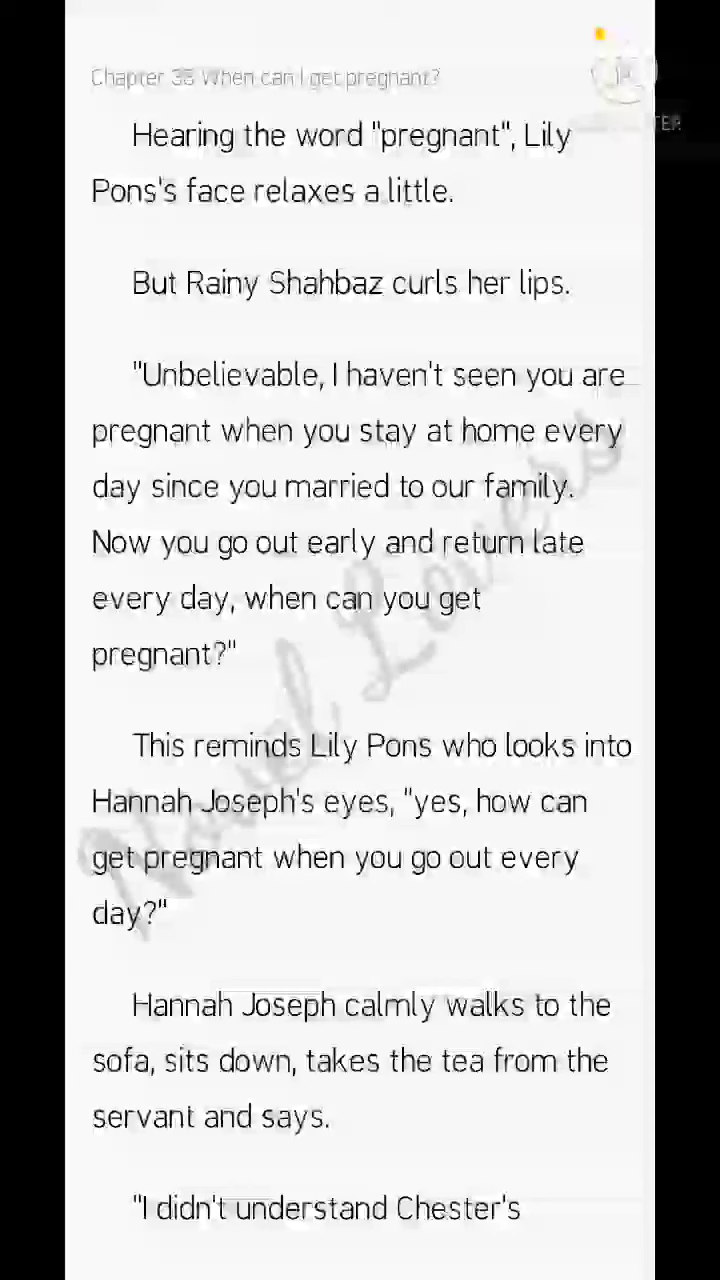 Chapter 38 When can I get pregnant?
Hearing the word "pregnant", Lily
Pons's face relaxes a little.
But Rainy Shahbaz curls her lips.
"Unbelievable, I haven't seen you are
pregnant when you stay at home every
day since you married to our family.
Now you go out early and return late
every day, when can you get
pregnant?"
This reminds Lily Pons who looks into
Hannah Joseph's eyes, "yes, how can
get pregnant when you go out every
day?"
Hannah Joseph calmly walks to the
sofa, sits down, takes the tea from the
servant and says.
"I didn't understand Chester's
Novel Lovers